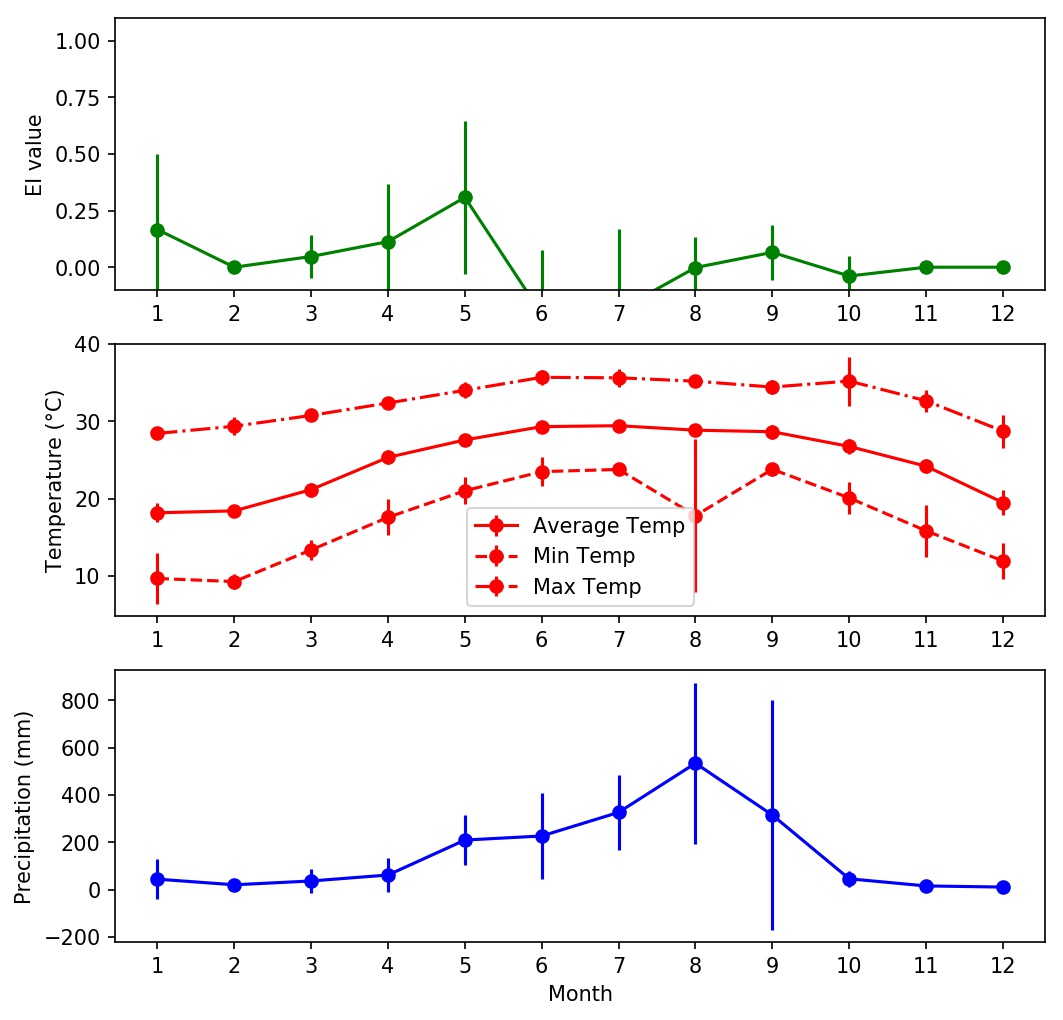 EI value
1.00
0.75
0.50
0.25
0.00
1 2 3 4 5 6 7 8 9 10 11 12
Temperature (°C)
40
30
20
10
Average Temp
Min Temp
Max Temp
1 2 3 4 5 6 7 8 9 10 11 12
Precipitation (mm)
800
600
400
200
0
−200
1 2 3 4 5 6 7 8 9 10 11 12
Month